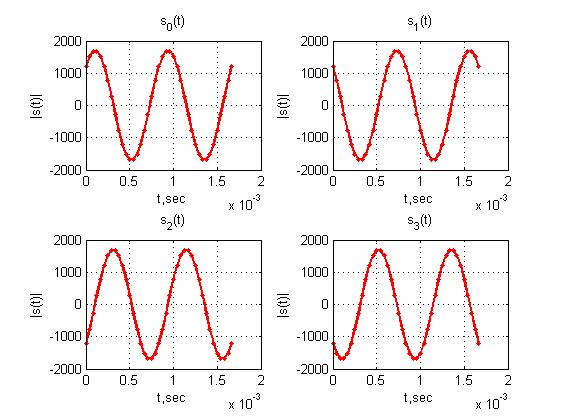 s0(t)
|s(t)|
2000
1000
0
-1000
-2000
0 0.5 1 1.5 2
t,sec
x 10-3
s1(t)
|s(t)|
2000
1000
0
-1000
-2000
0 0.5 1 1.5 2
t,sec
x 10-3
s2(t)
|s(t)|
2000
1000
0
-1000
-2000
0 0.5 1 1.5 2
t,sec
x 10-3
s3(t)
|s(t)|
2000
1000
0
-1000
-2000
0 0.5 1 1.5 2
t,sec
x 10-3